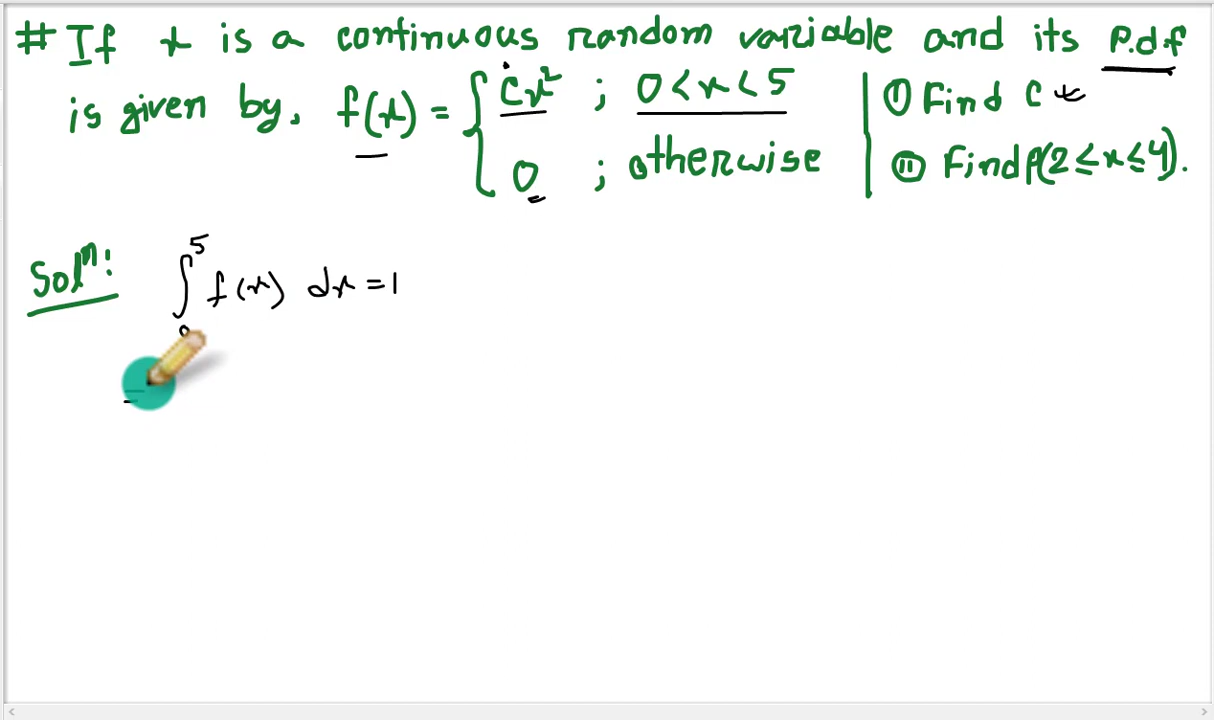 # If x is a continuous random variable and its P.d.f
is given by, f(x) = { cx² ; 0<x<5
0 ; otherwise
(i) Find c
(ii) Find P(2≤x≤4).
Solⁿ: ∫₀⁵ f(x) dx = 1
=